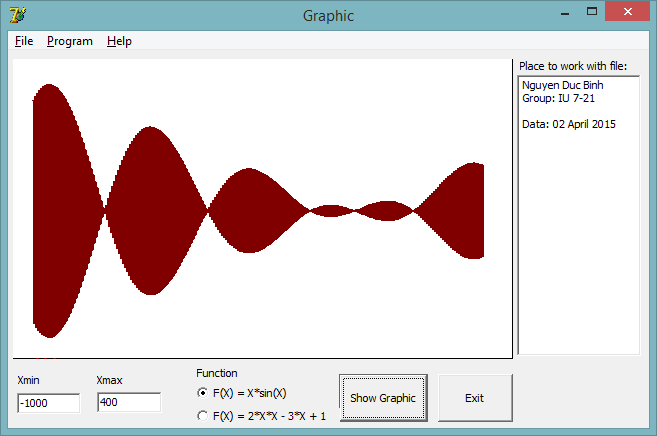 Graphic
File Program Help
Place to work with file:
Nguyen Duc Binh
Group: IU 7-21
Data: 02 April 2015
Xmin
-1000
Xmax
400
Function
F(X) = X*sin(X)
F(X) = 2*X*X - 3*X + 1
Show Graphic
Exit